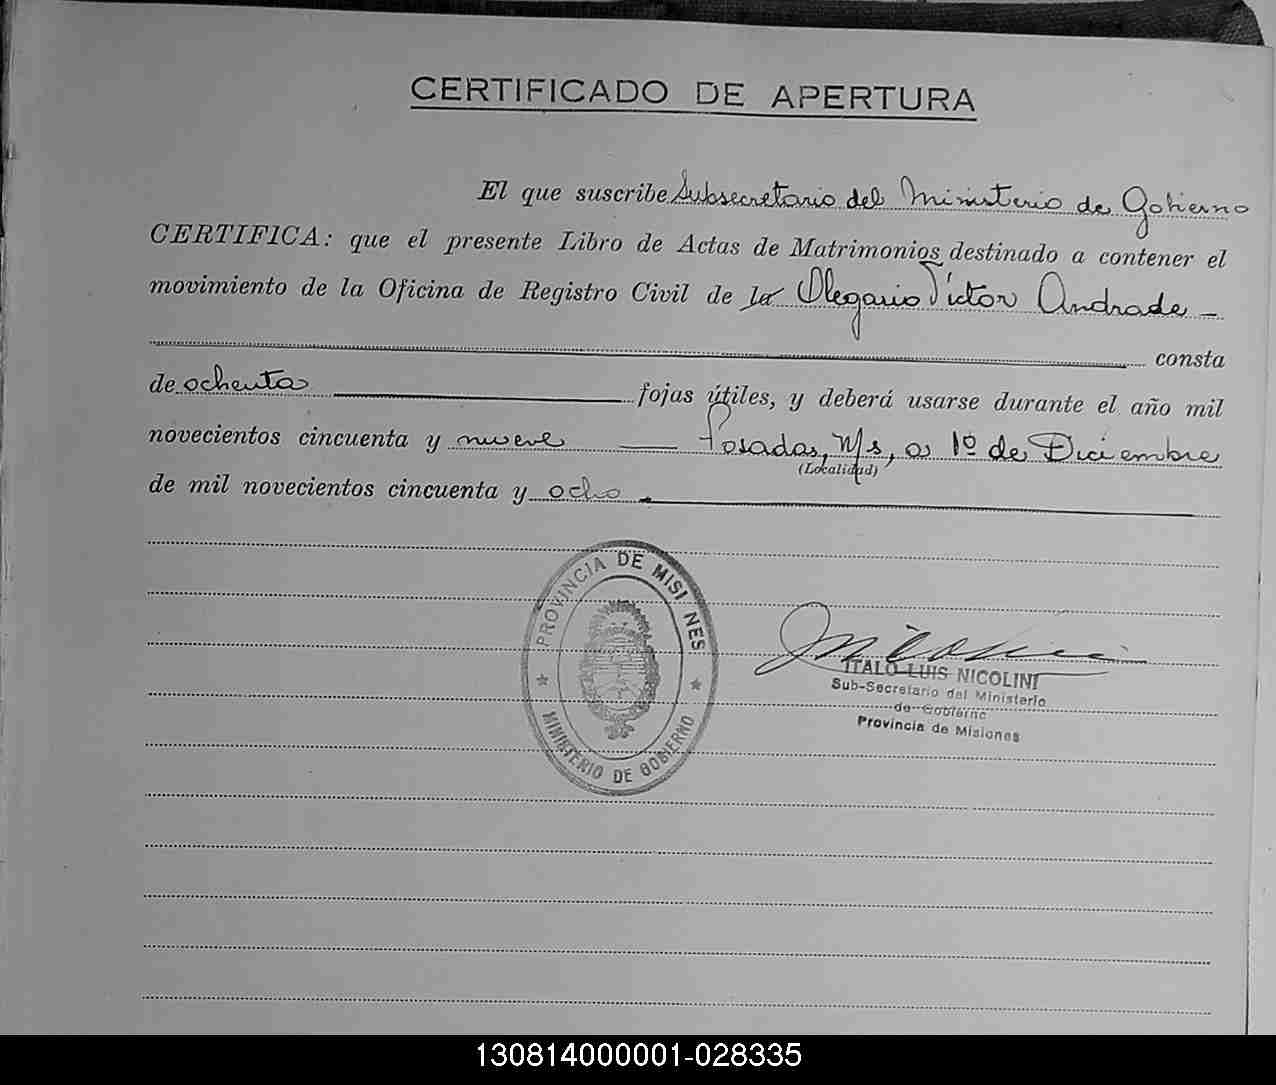 CERTIFICADO DE APERTURA
El que suscribe Subsecretario del Ministerio de Gobierno
CERTIFICA: que el presente Libro de Actas de Matrimonios destinado a contener el
movimiento de la Oficina de Registro Civil de la Olegario Victor Andrade -
consta
de ochenta fojas útiles, y deberá usarse durante el año mil
novecientos cincuenta y nueve Posadas, Ms, a 1º de Diciembre
(Localidad)
de mil novecientos cincuenta y ocho.
PROVINCIA DE MISI NES
MINISTERIO DE GOBIERNO
ITALO LUIS NICOLINI
Sub-Secretario del Ministerio
de Gobierno
Provincia de Misiones
130814000001-028335